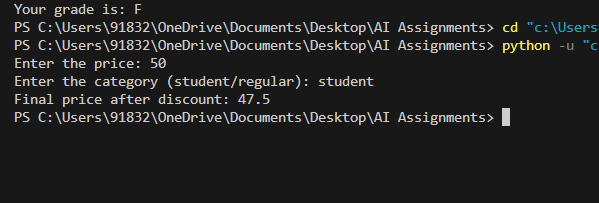 Your grade is: F
PS C:\Users\91832\OneDrive\Documents\Desktop\AI Assignments> cd "c:\Users
PS C:\Users\91832\OneDrive\Documents\Desktop\AI Assignments> python -u "c
Enter the price: 50
Enter the category (student/regular): student
Final price after discount: 47.5
PS C:\Users\91832\OneDrive\Documents\Desktop\AI Assignments>